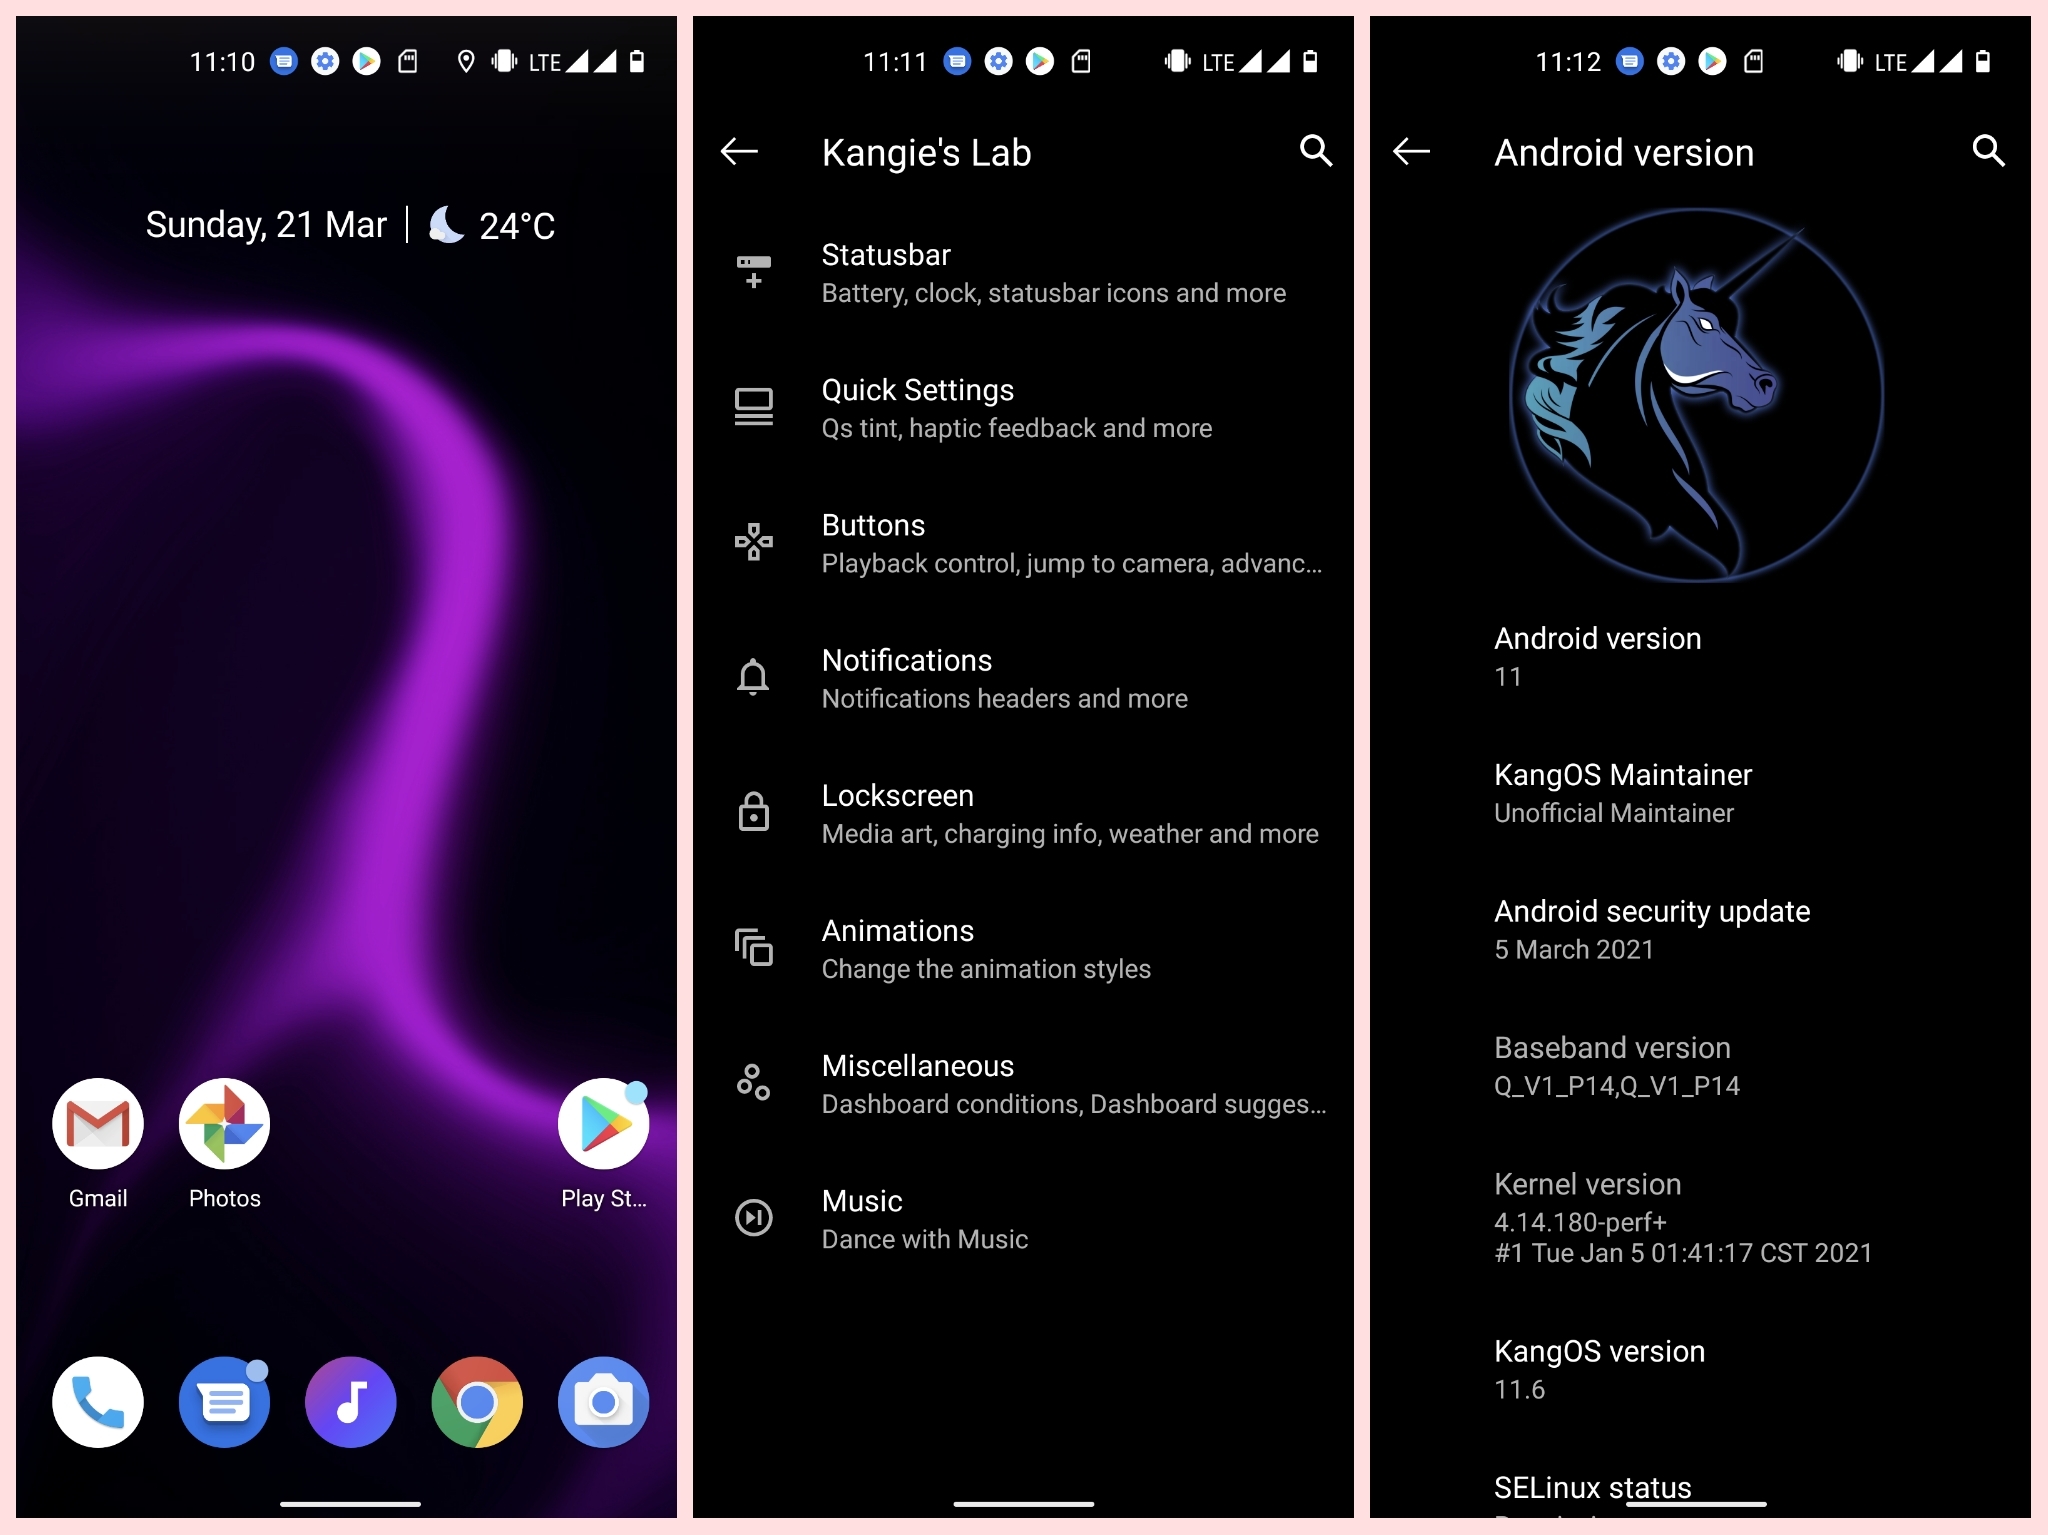 11:10
LTE
Sunday, 21 Mar
24°C
Gmail
Photos
Play St...
11:11
LTE
Kangie's Lab
Statusbar
Battery, clock, statusbar icons and more
Quick Settings
Qs tint, haptic feedback and more
Buttons
Playback control, jump to camera, advanc...
Notifications
Notifications headers and more
Lockscreen
Media art, charging info, weather and more
Animations
Change the animation styles
Miscellaneous
Dashboard conditions, Dashboard sugges...
Music
Dance with Music
11:12
LTE
Android version
Android version
11
KangOS Maintainer
Unofficial Maintainer
Android security update
5 March 2021
Baseband version
Q_V1_P14,Q_V1_P14
Kernel version
4.14.180-perf+
#1 Tue Jan 5 01:41:17 CST 2021
KangOS version
11.6
SELinux status